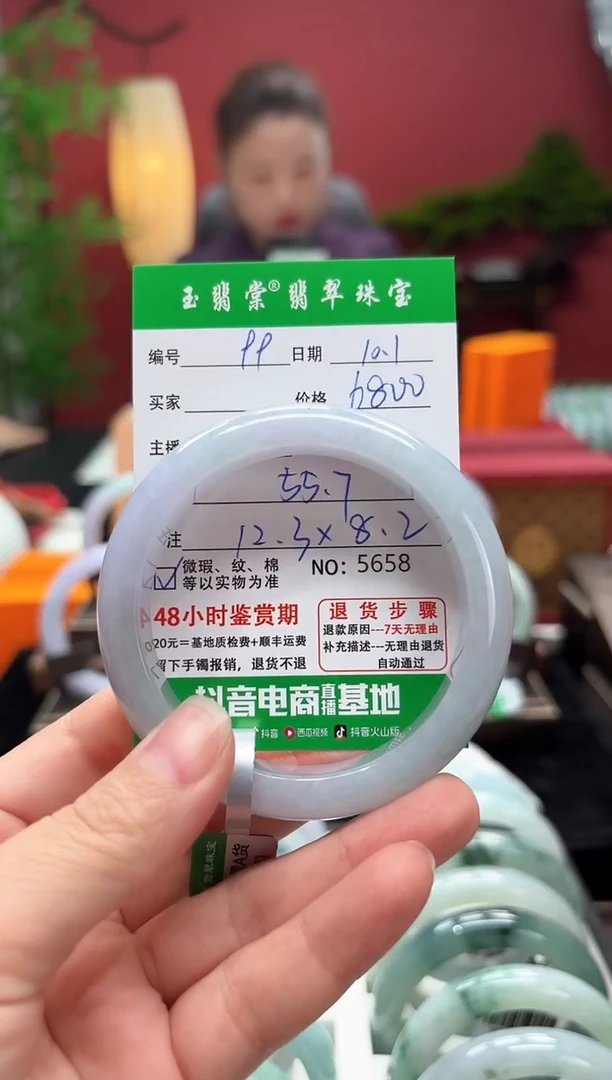 玉翡棠®翡翠珠宝
编号 99 日期 10.1
买家 价格 6800
主播
55.7
注 12.3×8.2
微瑕、纹、棉
等以实物为准
NO: 5658
48小时鉴赏期
20元=基地质检费+顺丰运费
留下手镯报销，退货不退
退货步骤
退款原因---7天无理由
补充描述---无理由退货
自动通过
抖音电商直播基地
抖音 西瓜视频 抖音火山版
A货